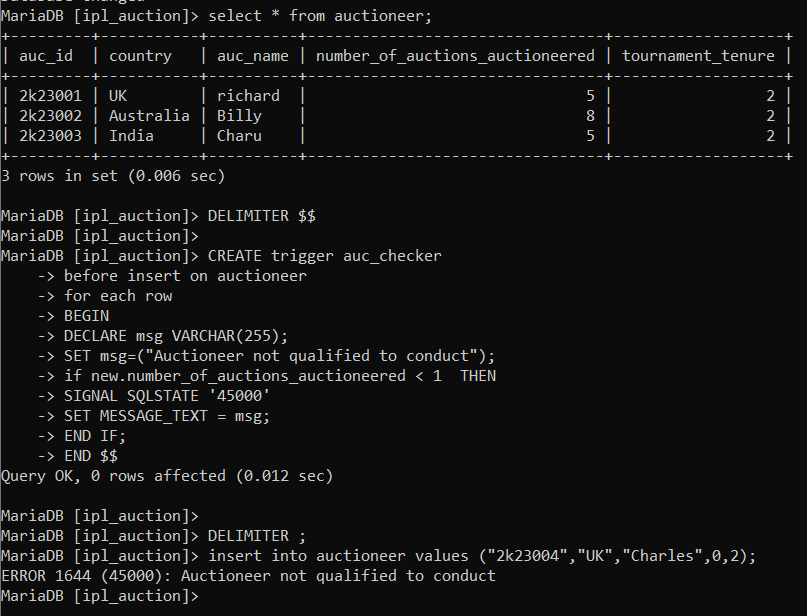 Database changed
MariaDB [ipl_auction]> select * from auctioneer;
+---------+-----------+----------+--------------------------------+-------------------+
| auc_id  | country   | auc_name | number_of_auctions_auctioneered | tournament_tenure |
+---------+-----------+----------+--------------------------------+-------------------+
| 2k23001 | UK        | richard  |                               5 |                 2 |
| 2k23002 | Australia | Billy    |                               8 |                 2 |
| 2k23003 | India     | Charu    |                               5 |                 2 |
+---------+-----------+----------+--------------------------------+-------------------+
3 rows in set (0.006 sec)
MariaDB [ipl_auction]> DELIMITER $$
MariaDB [ipl_auction]>
MariaDB [ipl_auction]> CREATE trigger auc_checker
    -> before insert on auctioneer
    -> for each row
    -> BEGIN
    -> DECLARE msg VARCHAR(255);
    -> SET msg=("Auctioneer not qualified to conduct");
    -> if new.number_of_auctions_auctioneered < 1  THEN
    -> SIGNAL SQLSTATE '45000'
    -> SET MESSAGE_TEXT = msg;
    -> END IF;
    -> END $$
Query OK, 0 rows affected (0.012 sec)
MariaDB [ipl_auction]>
MariaDB [ipl_auction]> DELIMITER ;
MariaDB [ipl_auction]> insert into auctioneer values ("2k23004","UK","Charles",0,2);
ERROR 1644 (45000): Auctioneer not qualified to conduct
MariaDB [ipl_auction]>